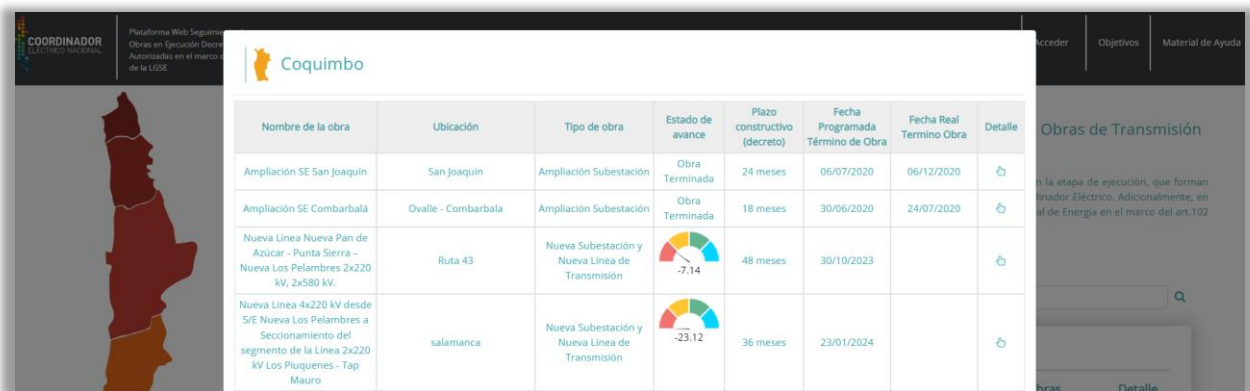 COORDINADOR
ELÉCTRICO NACIONAL
Plataforma Web
Obras en Ejecución
Autorizadas en el marco
de la LGSE
Acceder
Objetivos
Material de Ayuda
Coquimbo
Nombre de la obra
Ubicación
Tipo de obra
Estado de
avance
Plazo
constructivo
(decreto)
Fecha
Programada
Término de Obra
Fecha Real
Termino Obra
Detalle
Ampliación SE San Joaquín
San Joaquín
Ampliación Subestación
Obra
Terminada
24 meses
06/07/2020
06/12/2020
Ampliación SE Combarbalá
Ovalle - Combarbala
Ampliación Subestación
Obra
Terminada
18 meses
30/06/2020
24/07/2020
Nueva Línea Nueva Pan de
Azúcar - Punta Sierra –
Nueva Los Pelambres 2x220
kV, 2x580 kV.
Ruta 43
Nueva Subestación y
Nueva Línea de
Transmisión
-7.14
48 meses
30/10/2023
Nueva Línea 4x220 kV desde
S/E Nueva Los Pelambres a
Seccionamiento del
segmento de la Línea 2x220
kV Los Piuquenes - Tap
Mauro
salamanca
Nueva Subestación y
Nueva Línea de
Transmisión
-23.12
36 meses
23/01/2024
Obras de Transmisión
n la etapa de ejecución, que forman
linador Eléctrico. Adicionalmente, en
al de Energía en el marco del art.102
bras
Detalle